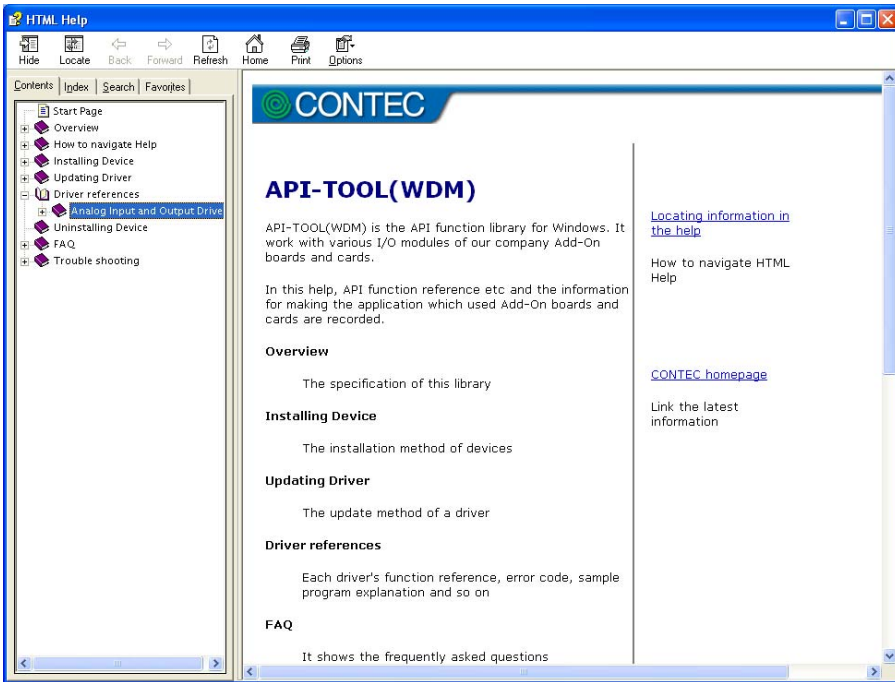 HTML Help
Hide Locate Back Forward Refresh Home Print Options
Contents Index Search Favorites
Start Page
Overview
How to navigate Help
Installing Device
Updating Driver
Driver references
Analog Input and Output Drive
Uninstalling Device
FAQ
Trouble shooting
CONTEC
API-TOOL(WDM)
API-TOOL(WDM) is the API function library for Windows. It
work with various I/O modules of our company Add-On
boards and cards.
In this help, API function reference etc and the information
for making the application which used Add-On boards and
cards are recorded.
Overview
The specification of this library
Installing Device
The installation method of devices
Updating Driver
The update method of a driver
Driver references
Each driver's function reference, error code, sample
program explanation and so on
FAQ
It shows the frequently asked questions
Locating information in
the help
How to navigate HTML
Help
CONTEC homepage
Link the latest
information